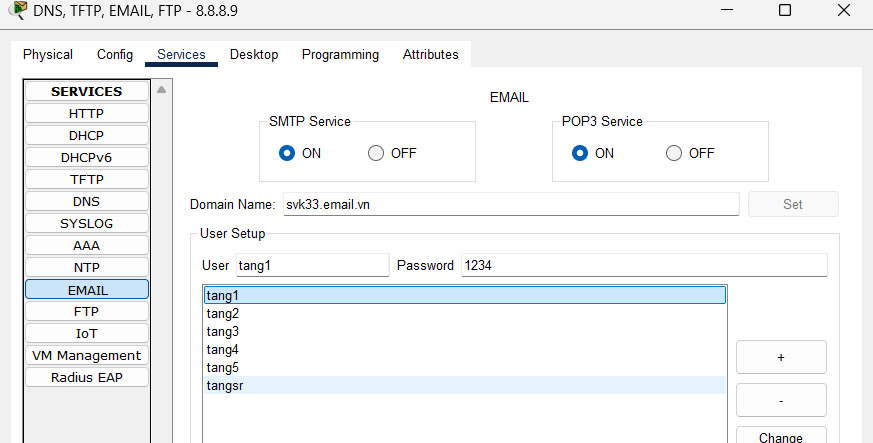 DNS, TFTP, EMAIL, FTP - 8.8.8.9
Physical Config Services Desktop Programming Attributes
SERVICES
HTTP
DHCP
DHCPv6
TFTP
DNS
SYSLOG
AAA
NTP
EMAIL
FTP
IoT
VM Management
Radius EAP
EMAIL
SMTP Service
ON OFF
POP3 Service
ON OFF
Domain Name: svk33.email.vn Set
User Setup
User tang1 Password 1234
tang1
tang2
tang3
tang4
tang5
tangsr
+
-
Change